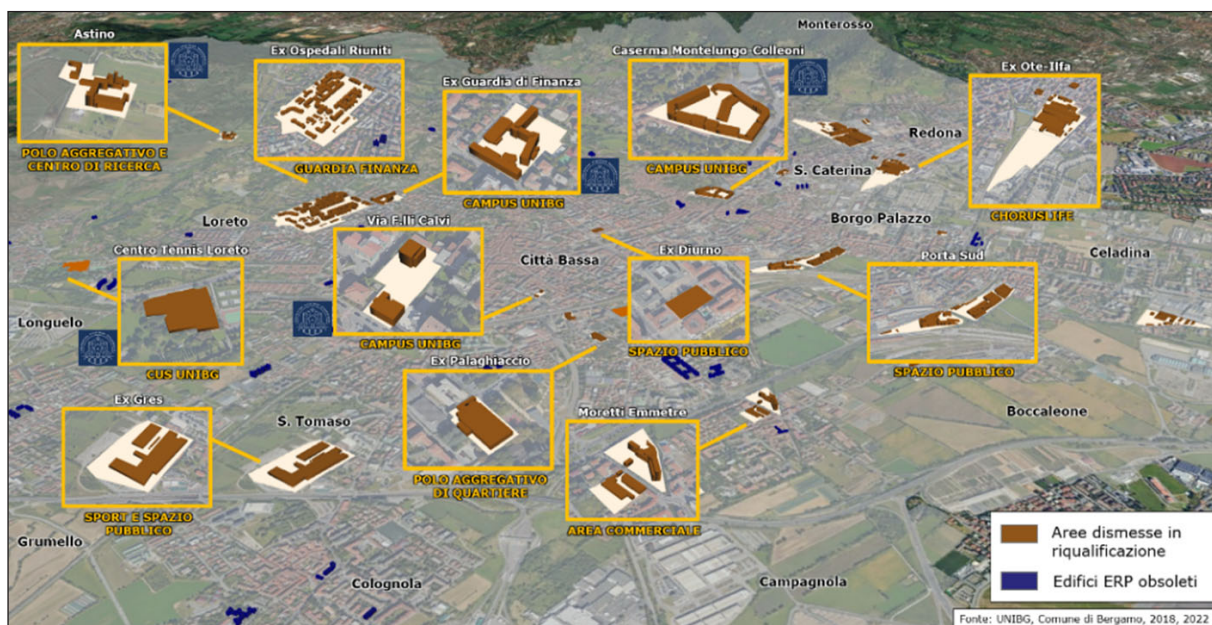 Astino
POLO AGGREGATIVO E
CENTRO DI RICERCA
Ex Ospedali Riuniti
GUARDIA FINANZA
Ex Guardia di Finanza
CAMPUS UNIBG
Caserma Montelungo-Colleoni
CAMPUS UNIBG
Monterosso
Ex Ote-Ilfa
CHORUSLIFE
Redona
S. Caterina
Borgo Palazzo
Celadina
Loreto
Centro Tennis Loreto
CUS UNIBG
Longuelo
Via F.lli Calvi
CAMPUS UNIBG
Città Bassa
Ex Diurno
SPAZIO PUBBLICO
Porta Sud
SPAZIO PUBBLICO
Ex Gres
SPORT E SPAZIO
PUBBLICO
S. Tomaso
Ex Palaghiaccio
POLO AGGREGATIVO
DI QUARTIERE
Moretti Emmetre
AREA COMMERCIALE
Boccaleone
Grumello
Colognola
Campagnola
Aree dismesse in
riqualificazione
Edifici ERP obsoleti
Fonte: UNIBG, Comune di Bergamo, 2018, 2022